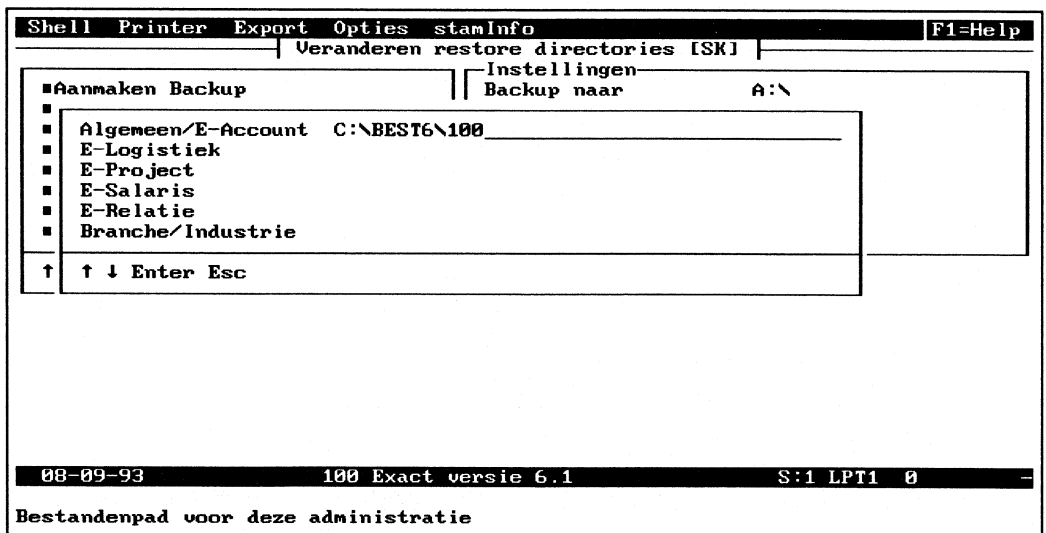 Shell Printer Export Opties stamInfo F1=Help
Veranderen restore directories [SK]
Instellingen
■Aanmaken Backup Backup naar A:\
■
■ Algemeen/E-Account C:\BEST6\100
■ E-Logistiek
■ E-Project
■ E-Salaris
■ E-Relatie
■ Branche/Industrie
↑ ↑ ↓ Enter Esc
08-09-93 100 Exact versie 6.1 S:1 LPT1 0 -
Bestandenpad voor deze administratie